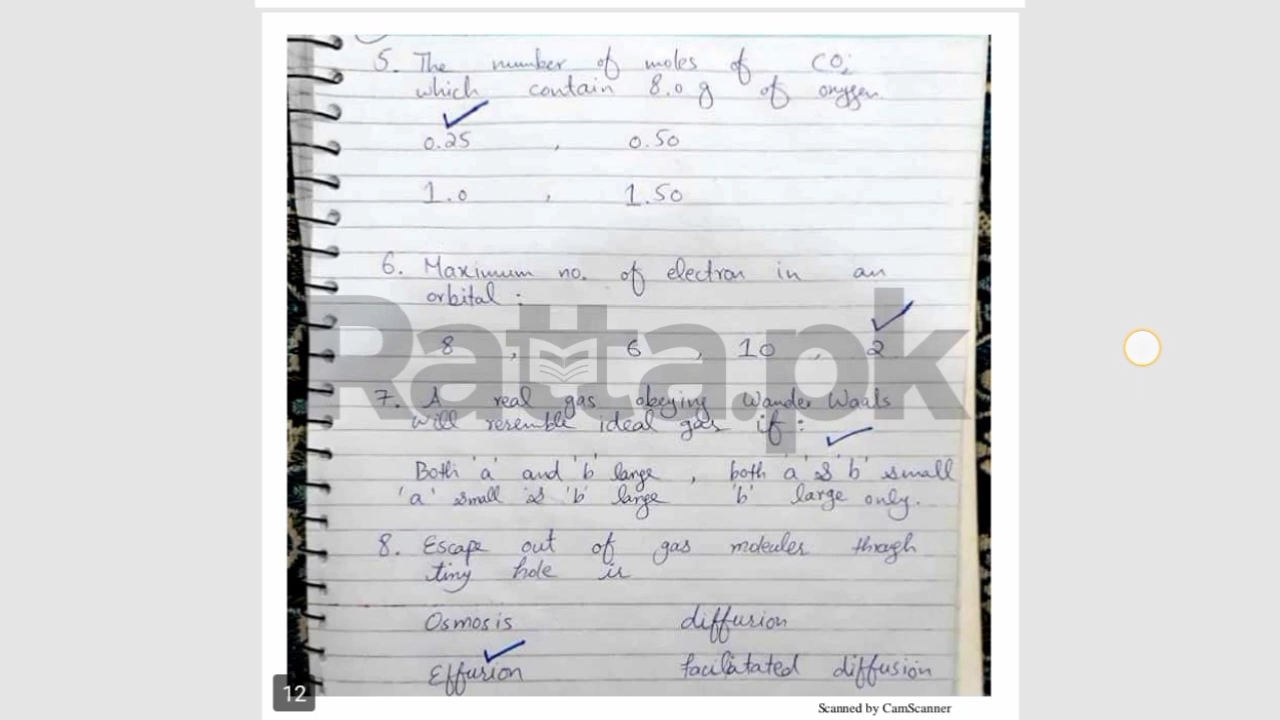 5. The number of moles of CO2
which contain 8.0 g of oxygen.
0.25 , 0.50
1.0 , 1.50
6. Maximum no. of electron in an
orbital :
8 , 6 , 10 , 2
Ratta.pk
7. A real gas obeying Wander Waals
will resemble ideal gas if :
Both 'a' and 'b' large , both 'a' & 'b' small
'a' small & 'b' large 'b' large only.
8. Escape out of gas moleules through
tiny hole is
Osmosis diffusion
Effusion faciliatated diffusion
12
Scanned by CamScanner